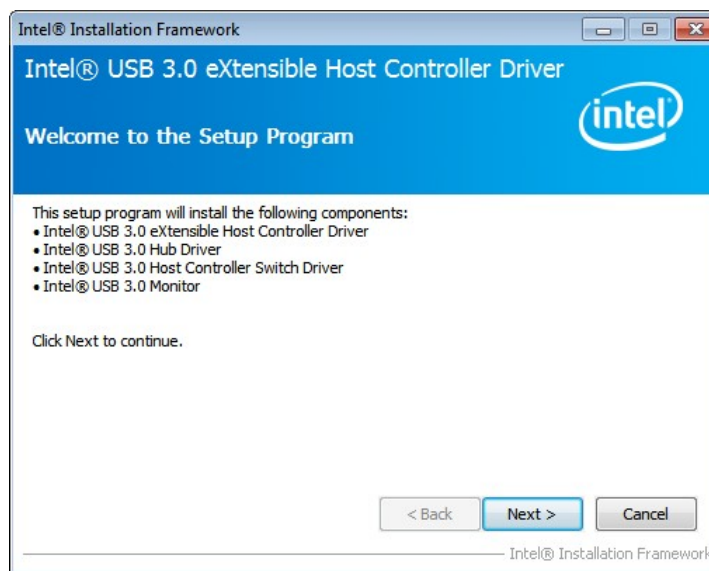 Intel® Installation Framework
Intel® USB 3.0 eXtensible Host Controller Driver
intel
Welcome to the Setup Program
This setup program will install the following components:
• Intel® USB 3.0 eXtensible Host Controller Driver
• Intel® USB 3.0 Hub Driver
• Intel® USB 3.0 Host Controller Switch Driver
• Intel® USB 3.0 Monitor
Click Next to continue.
< Back Next > Cancel
Intel® Installation Framework